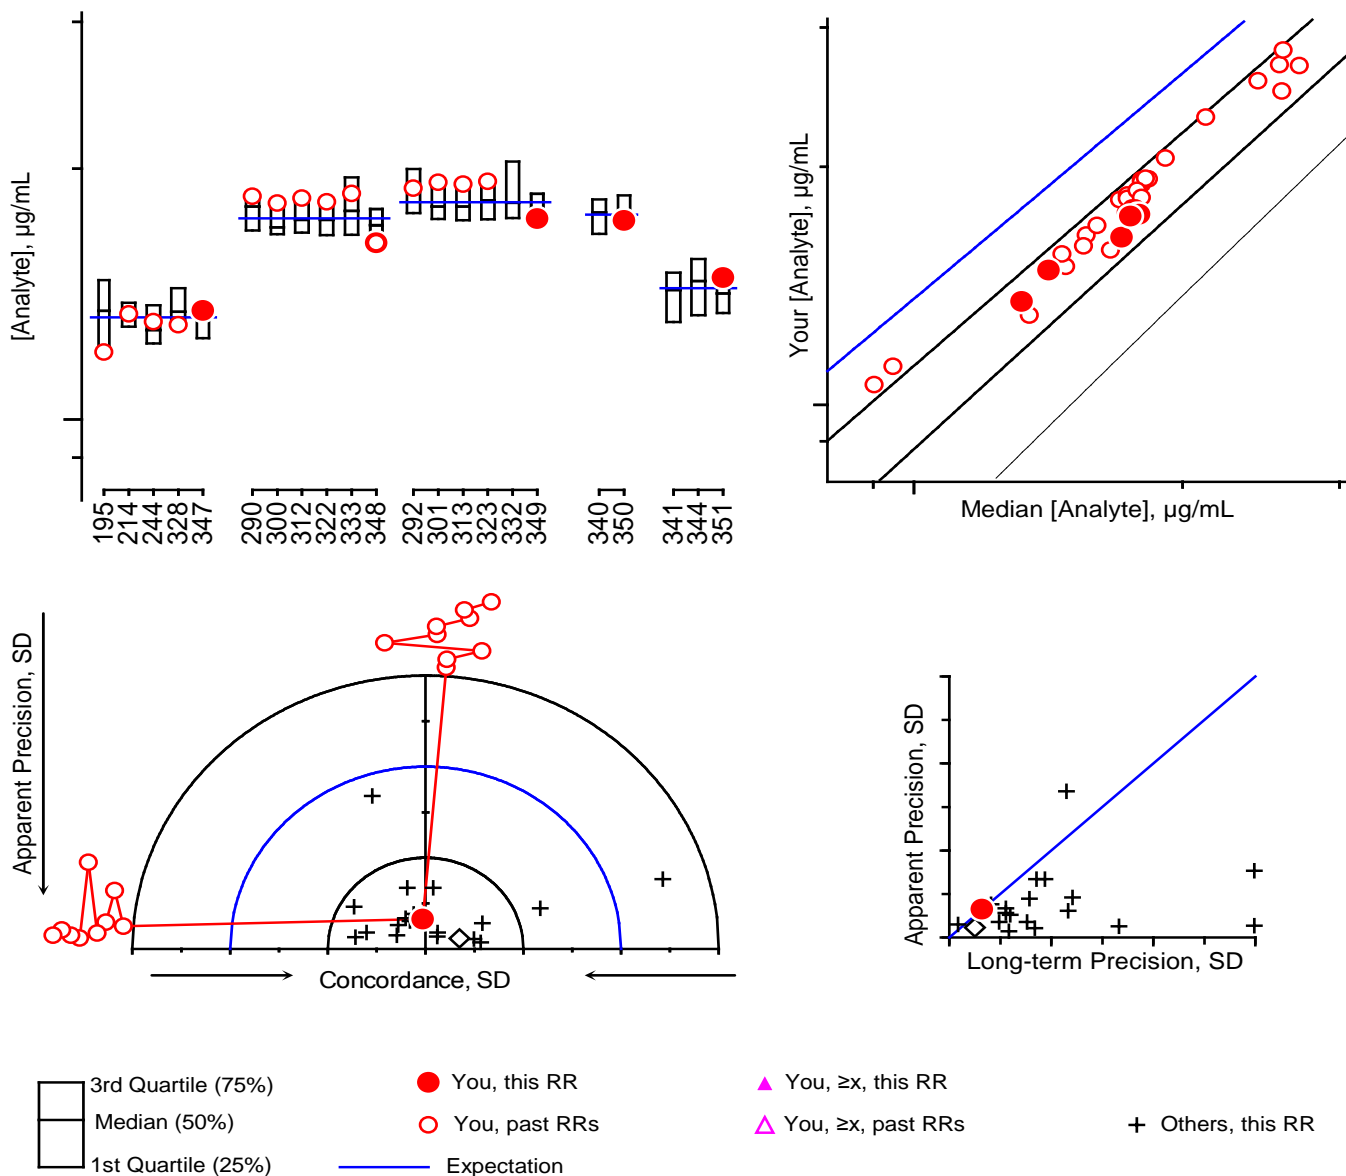 [Analyte], µg/mL
195
214
244
328
347
290
300
312
322
333
348
292
301
313
323
332
349
340
350
341
344
351
Your [Analyte], µg/mL
Median [Analyte], µg/mL
Apparent Precision, SD
Concordance, SD
Apparent Precision, SD
Long-term Precision, SD
3rd Quartile (75%)
Median (50%)
1st Quartile (25%)
You, this RR
You, past RRs
Expectation
You, ≥x, this RR
You, ≥x, past RRs
Others, this RR